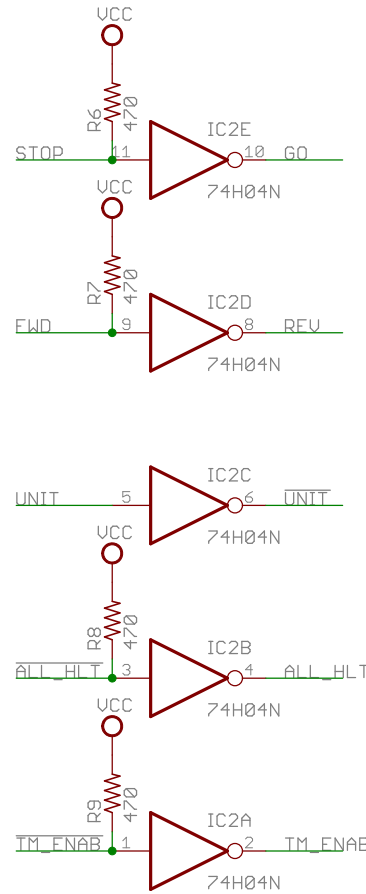 VCC
R6
470
IC2E
STOP
11
10
GO
74H04N
VCC
R7
470
IC2D
FWD
9
8
REV
74H04N
IC2C
UNIT
5
6
UNIT
74H04N
VCC
R8
470
IC2B
ALL_HLT
3
4
ALL_HLT
74H04N
VCC
R9
470
IC2A
TM_ENAB
1
2
TM_ENAB
74H04N